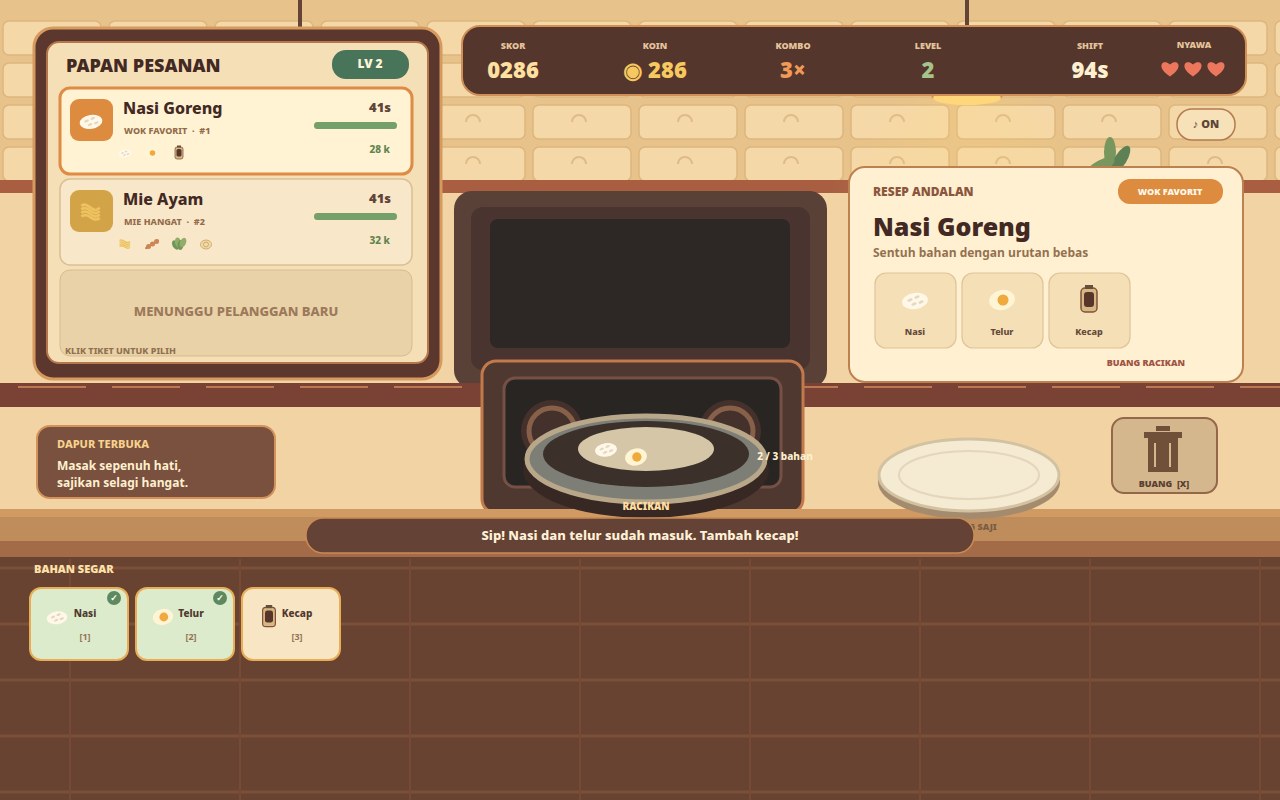 PAPAN PESANAN
LV 2
Nasi Goreng
41s
WOK FAVORIT · #1
28 k
Mie Ayam
41s
MIE HANGAT · #2
32 k
MENUNGGU PELANGGAN BARU
KLIK TIKET UNTUK PILIH
SKOR
0286
KOIN
286
KOMBO
3×
LEVEL
2
SHIFT
94s
NYAWA
♪ ON
RESEP ANDALAN
WOK FAVORIT
Nasi Goreng
Sentuh bahan dengan urutan bebas
Nasi
Telur
Kecap
BUANG RACIKAN
DAPUR TERBUKA
Masak sepenuh hati,
sajikan selagi hangat.
2 / 3 bahan
RACIKAN
BUANG [X]
SAJI
Sip! Nasi dan telur sudah masuk. Tambah kecap!
BAHAN SEGAR
Nasi
[1]
Telur
[2]
Kecap
[3]